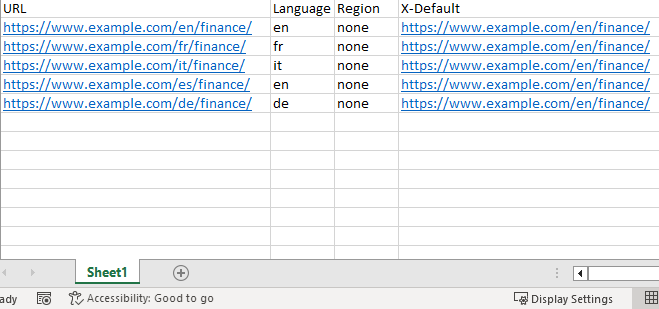 URL Language Region X-Default
https://www.example.com/en/finance/ en none https://www.example.com/en/finance/
https://www.example.com/fr/finance/ fr none https://www.example.com/en/finance/
https://www.example.com/it/finance/ it none https://www.example.com/en/finance/
https://www.example.com/es/finance/ en none https://www.example.com/en/finance/
https://www.example.com/de/finance/ de none https://www.example.com/en/finance/
Sheet1
ady Accessibility: Good to go Display Settings